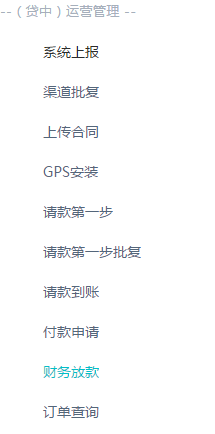 --（贷中）运营管理 --
系统上报
渠道批复
上传合同
GPS安装
请款第一步
请款第一步批复
请款到账
付款申请
财务放款
订单查询